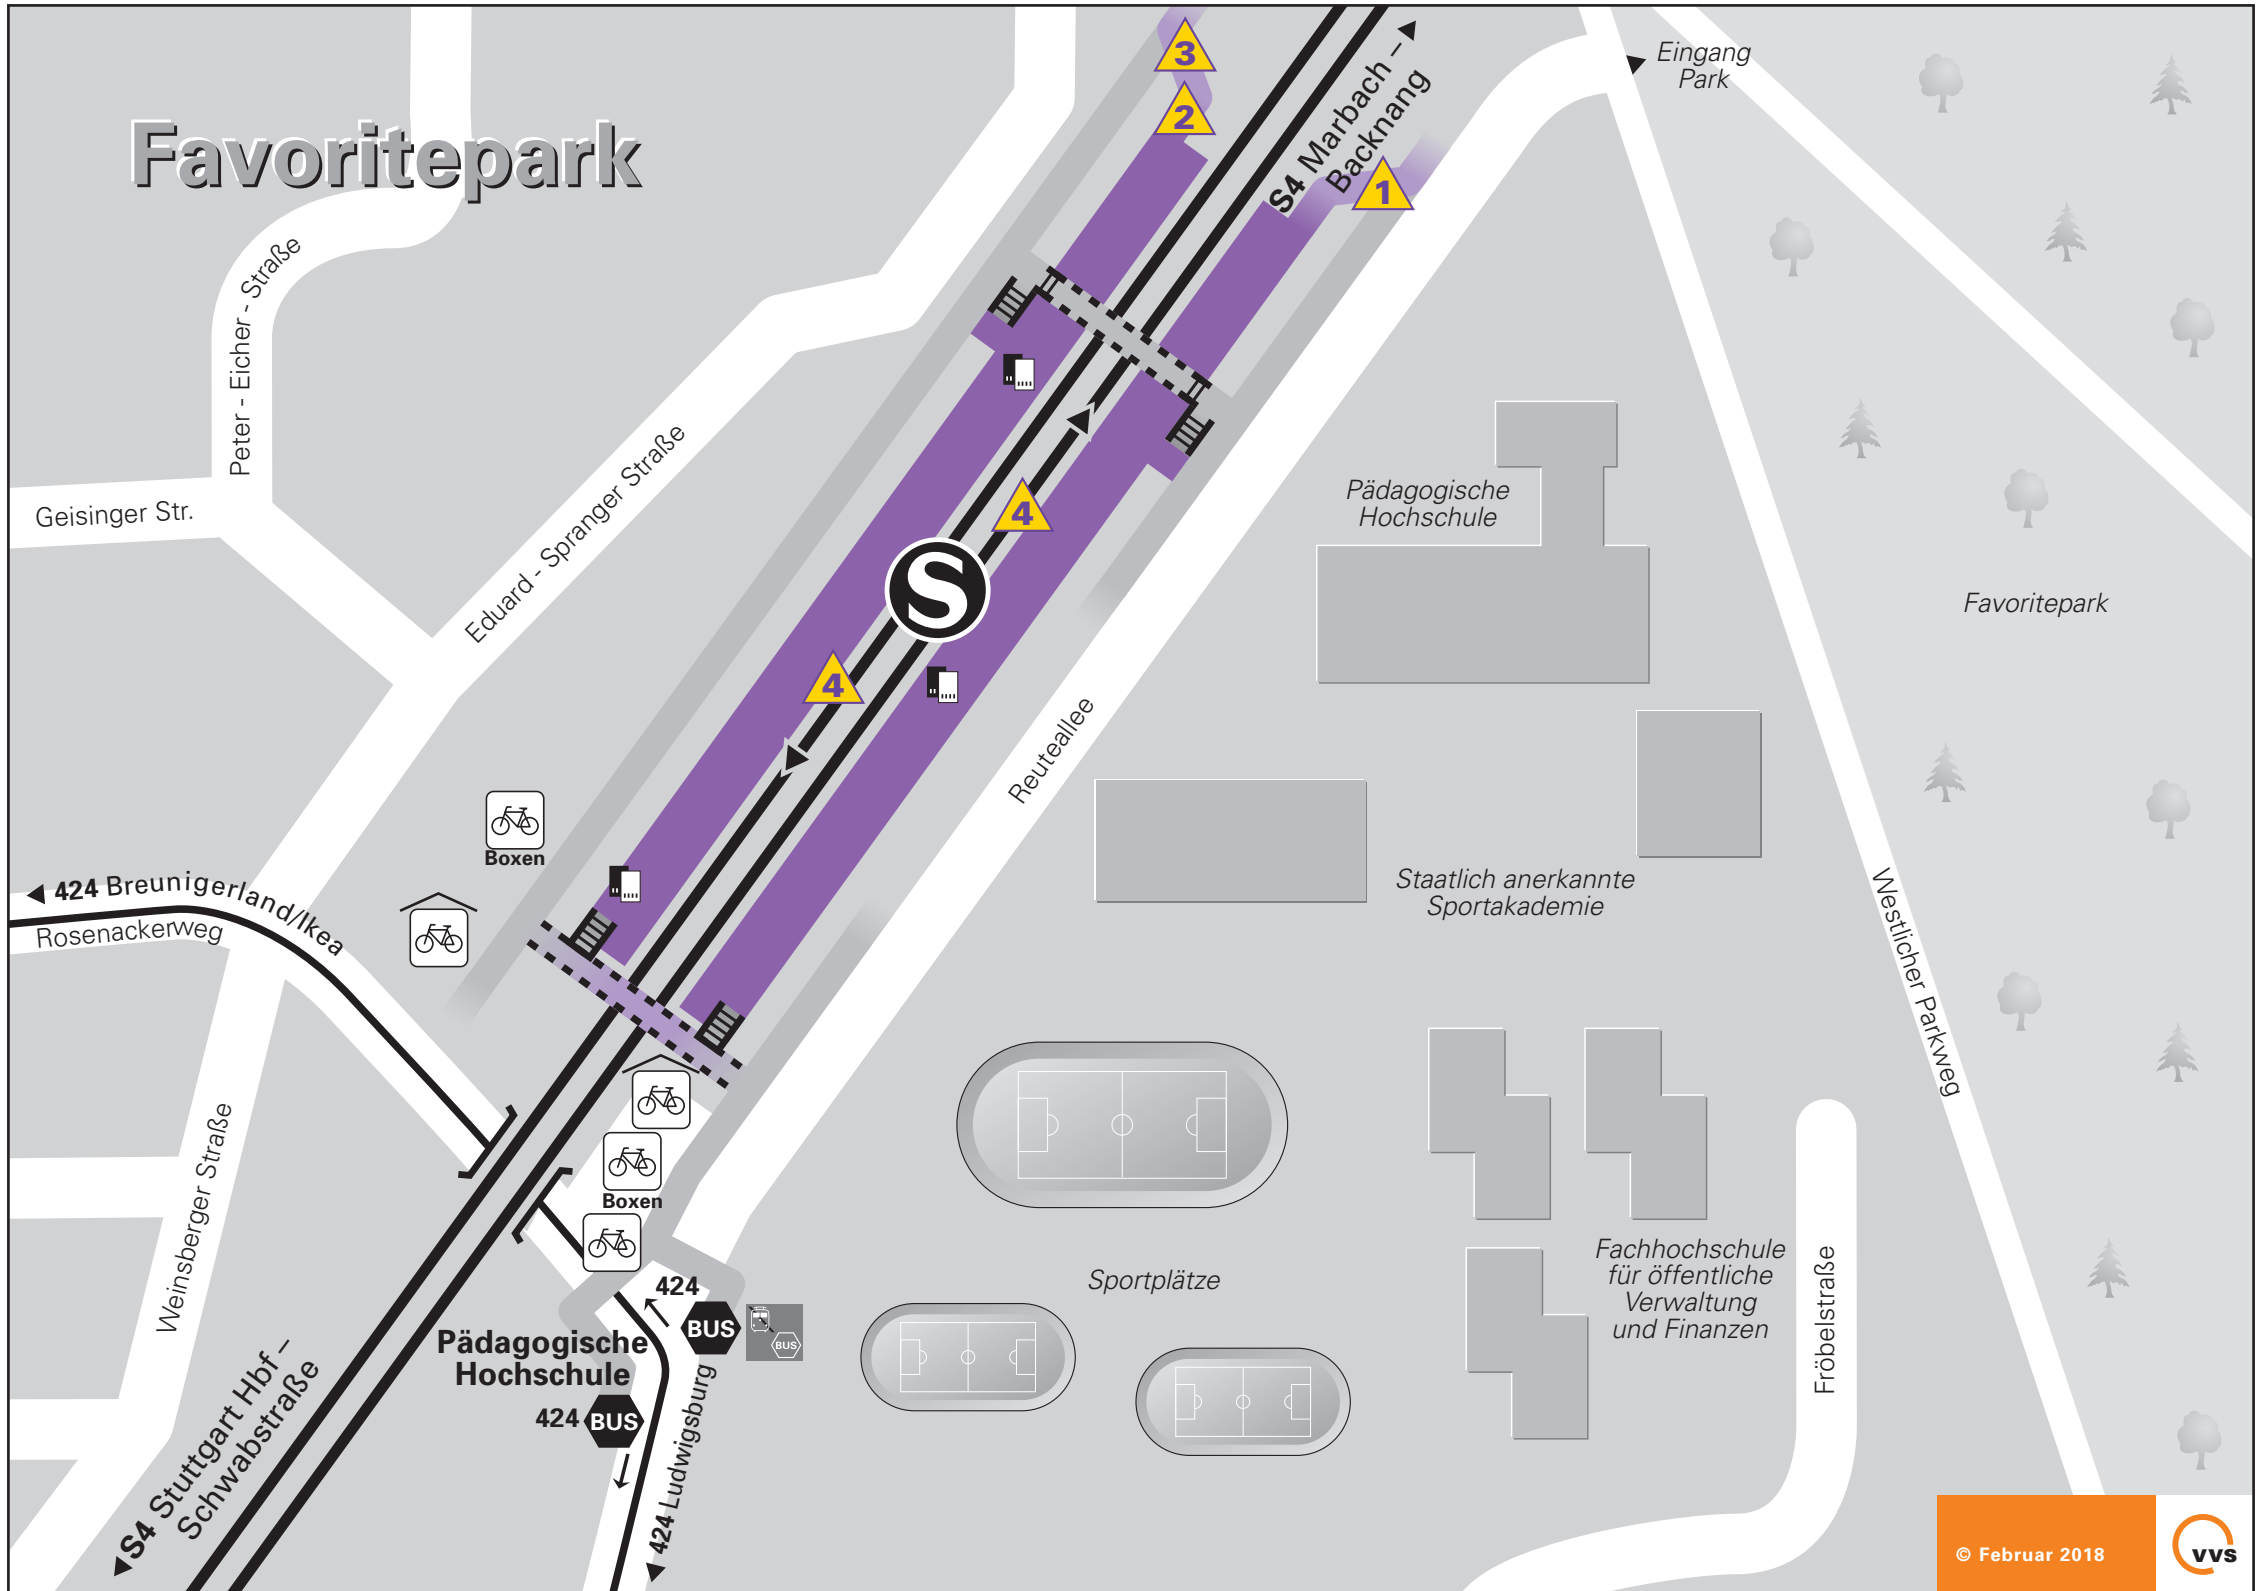 Favoritepark
3
2
1
S4 Marbach –
Backnang
Eingang
Park
Peter - Eicher - Straße
Geisinger Str.
Eduard - Spranger Straße
4
S
4
Pädagogische
Hochschule
Favoritepark
Reuteallee
Boxen
424 Breunigerland/Ikea
Rosenackerweg
Staatlich anerkannte
Sportakademie
Westlicher Parkweg
Weinsberger Straße
Boxen
Sportplätze
Fachhochschule
für öffentliche
Verwaltung
und Finanzen
Fröbelstraße
424
BUS
BUS
Pädagogische
Hochschule
424 BUS
424 Ludwigsburg
S4 Stuttgart Hbf –
Schwabstraße
© Februar 2018
vvs